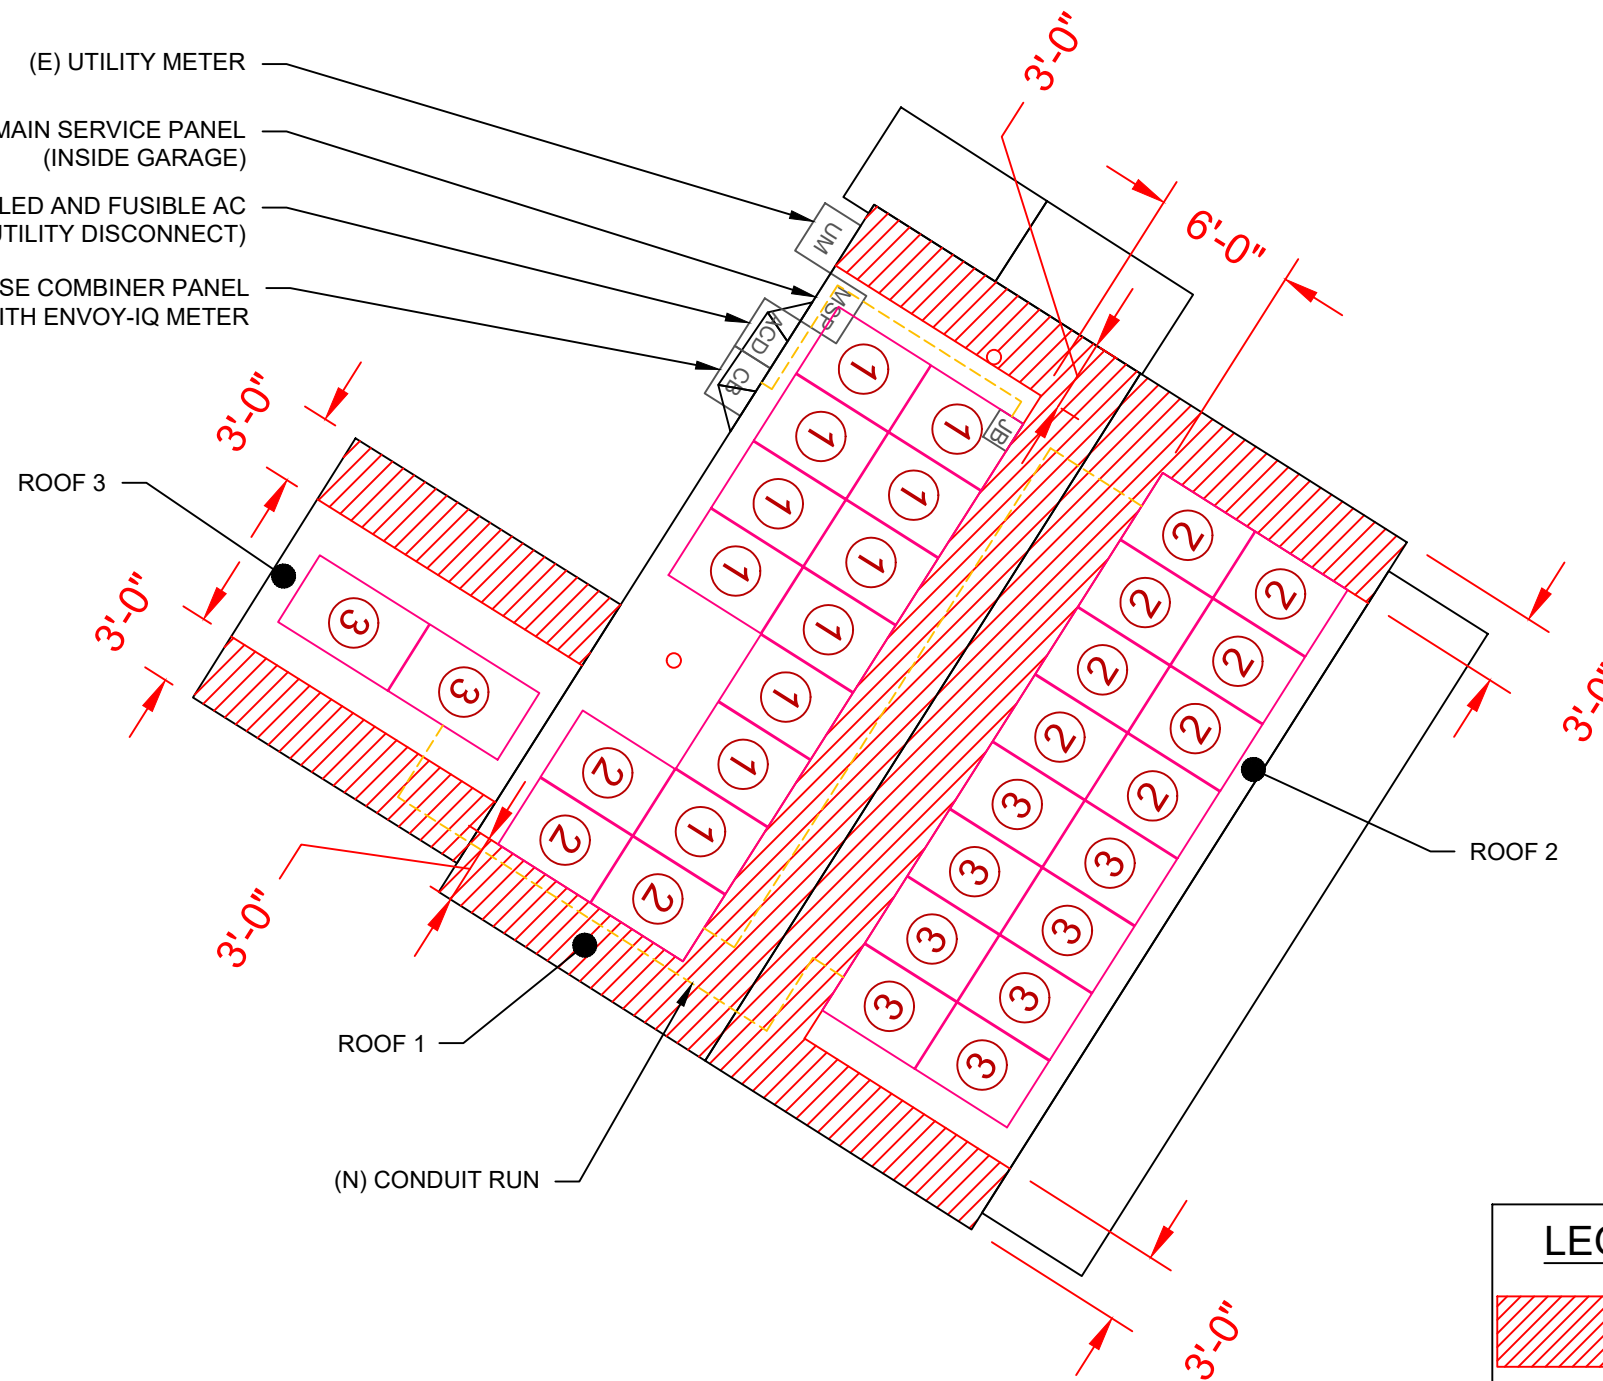 (E) UTILITY METER
MAIN SERVICE PANEL
(INSIDE GARAGE)
LED AND FUSIBLE AC
UTILITY DISCONNECT)
SE COMBINER PANEL
ITH ENVOY-IQ METER
3'-0"
6'-0"
UM
MSP
ACD
CB
JB
3'-0"
ROOF 3
3'-0"
1
1
1
1
1
1
1
1
1
1
1
1
2
2
2
2
2
2
2
2
2
2
2
3
3
3
3
3
3
3
3
3
3
3'-0"
ROOF 2
3'-0"
ROOF 1
(N) CONDUIT RUN
3'-0"